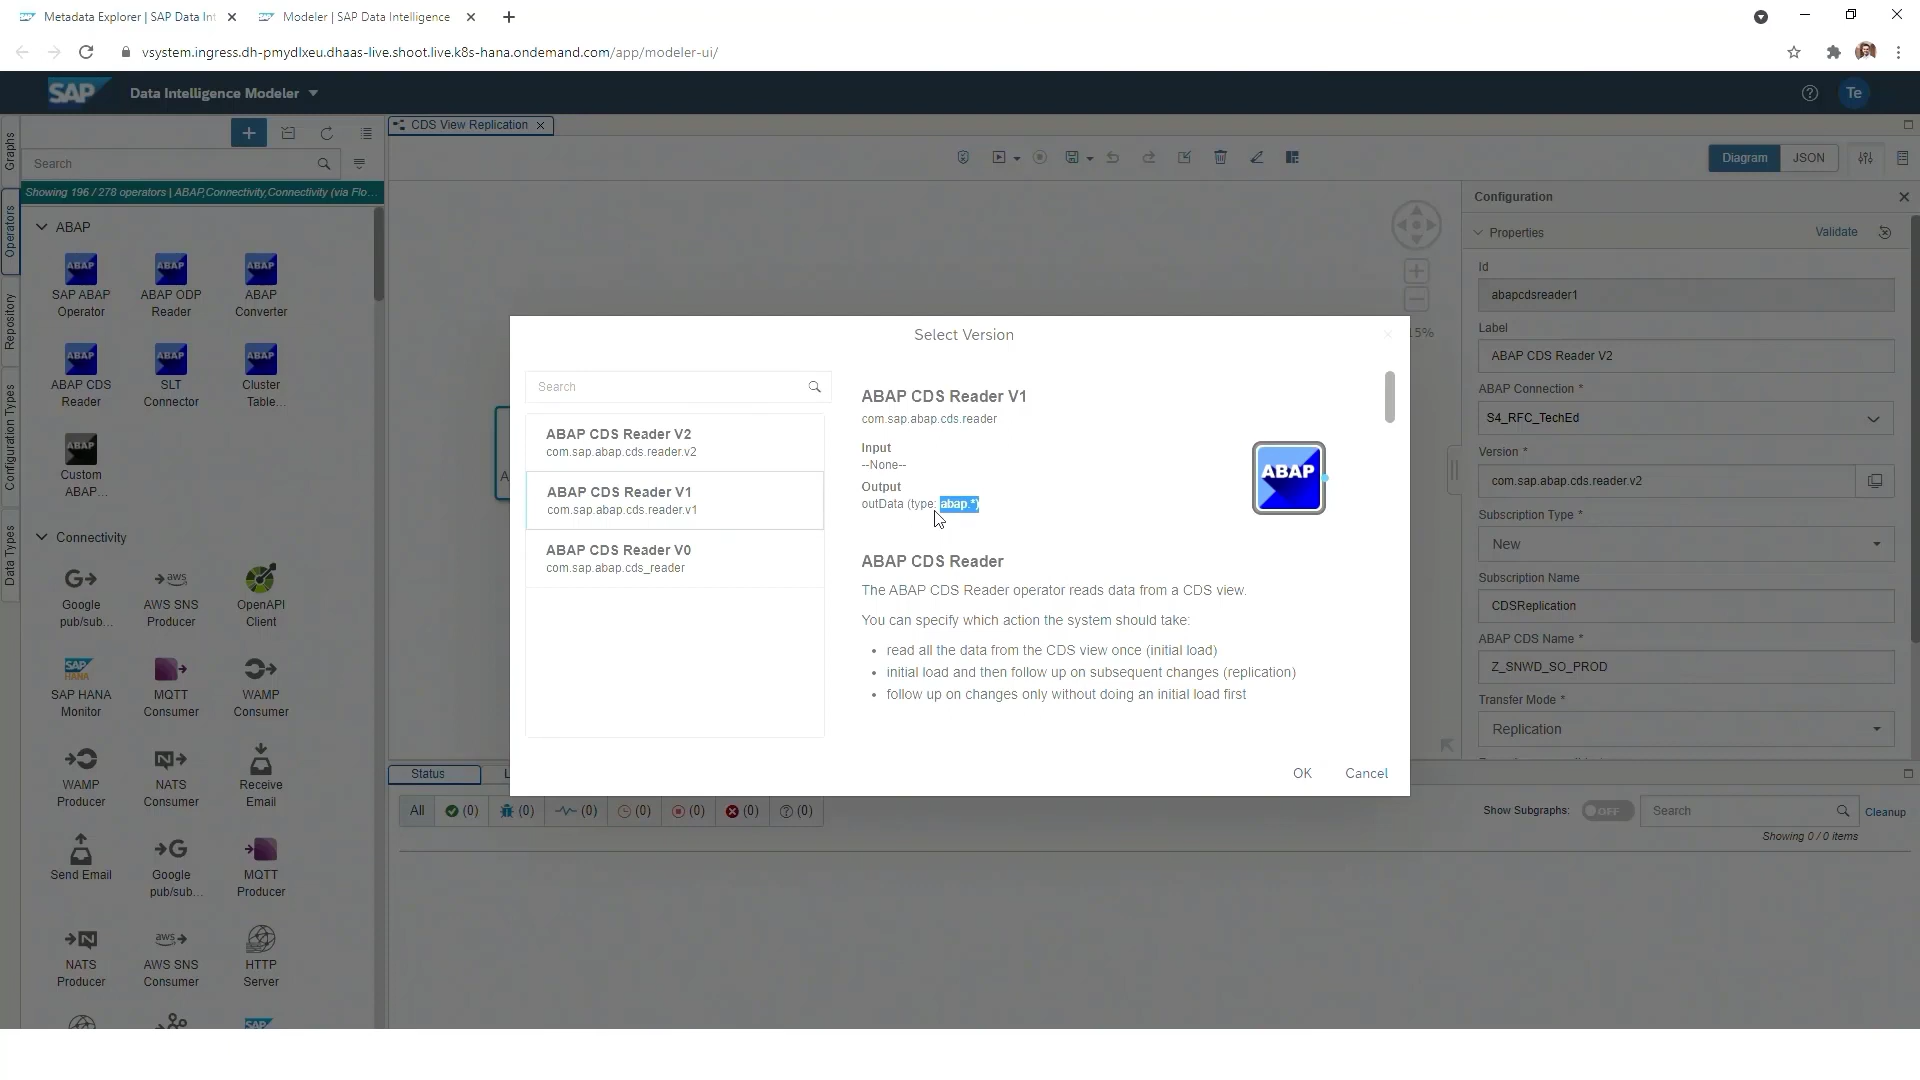 Metadata Explorer | SAP Data Int
Modeler | SAP Data Intelligence
vsystem.ingress.dh-pmydlxeu.dhaas-live.shoot.live.k8s-hana.ondemand.com/app/modeler-ui/
SAP
Data Intelligence Modeler
Te
Graphs
Operators
Repository
Configuration Types
Data Types
Search
Showing 196 / 278 operators | ABAP,Connectivity,Connectivity (via Flo...
ABAP
ABAP
ABAP
ABAP
SAP ABAP Operator
ABAP ODP Reader
ABAP Converter
ABAP
ABAP
ABAP
ABAP CDS Reader
SLT Connector
Cluster Table...
ABAP
Custom ABAP...
Connectivity
Google pub/sub...
aws
AWS SNS Producer
OpenAPI Client
SAP HANA
SAP HANA Monitor
MQTT Consumer
WAMP Consumer
WAMP Producer
NATS Consumer
Receive Email
Send Email
Google pub/sub...
MQTT Producer
NATS Producer
aws
AWS SNS Consumer
HTTP Server
SAP
CDS View Replication
Diagram
JSON
15%
A
Select Version
Search
ABAP CDS Reader V2
com.sap.abap.cds.reader.v2
ABAP CDS Reader V1
com.sap.abap.cds.reader.v1
ABAP CDS Reader V0
com.sap.abap.cds_reader
ABAP CDS Reader V1
com.sap.abap.cds.reader
Input
--None--
Output
outData (type: abap.*)
ABAP
ABAP CDS Reader
The ABAP CDS Reader operator reads data from a CDS view.
You can specify which action the system should take:
• read all the data from the CDS view once (initial load)
• initial load and then follow up on subsequent changes (replication)
• follow up on changes only without doing an initial load first
OK
Cancel
Configuration
Properties
Validate
Id
abapcdsreader1
Label
ABAP CDS Reader V2
ABAP Connection *
S4_RFC_TechEd
Version *
com.sap.abap.cds.reader.v2
Subscription Type *
New
Subscription Name
CDSReplication
ABAP CDS Name *
Z_SNWD_SO_PROD
Transfer Mode *
Replication
Status
L
All
(0)
(0)
(0)
(0)
(0)
(0)
(0)
Show Subgraphs:
OFF
Search
Cleanup
Showing 0 / 0 items